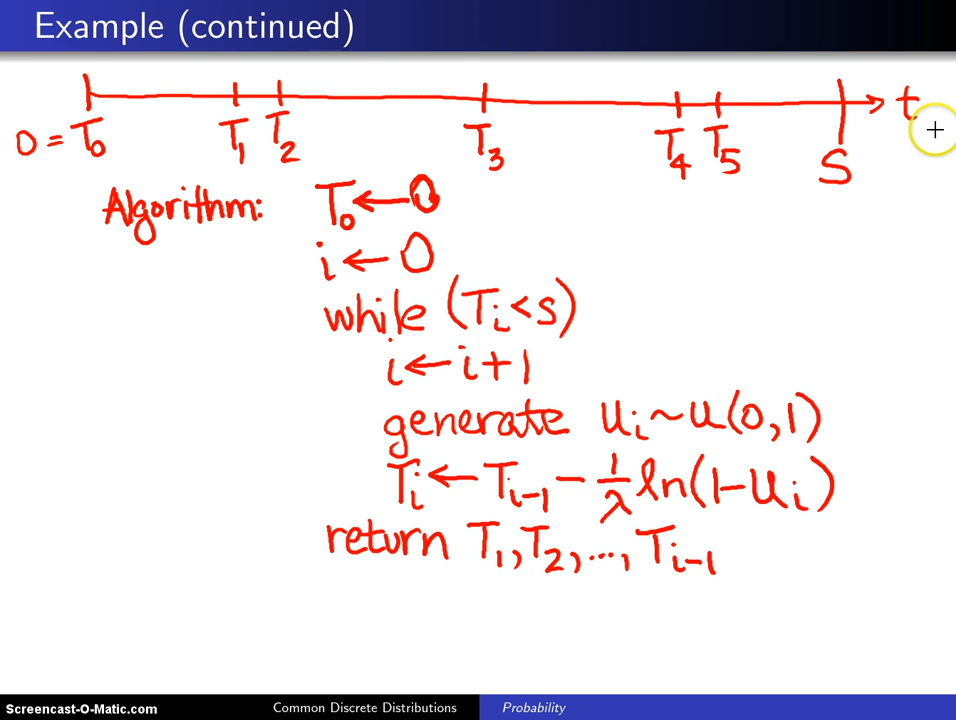 Example (continued)
t
0 = T₀ T₁ T₂ T₃ T₄ T₅ S
Algorithm: T₀ ← 0
i ← 0
while (Tᵢ < S)
i ← i + 1
generate Uᵢ ~ U(0,1)
Tᵢ ← Tᵢ₋₁ − 1/λ ln(1−Uᵢ)
return T₁, T₂, ..., Tᵢ₋₁
Screencast-O-Matic.com Common Discrete Distributions Probability